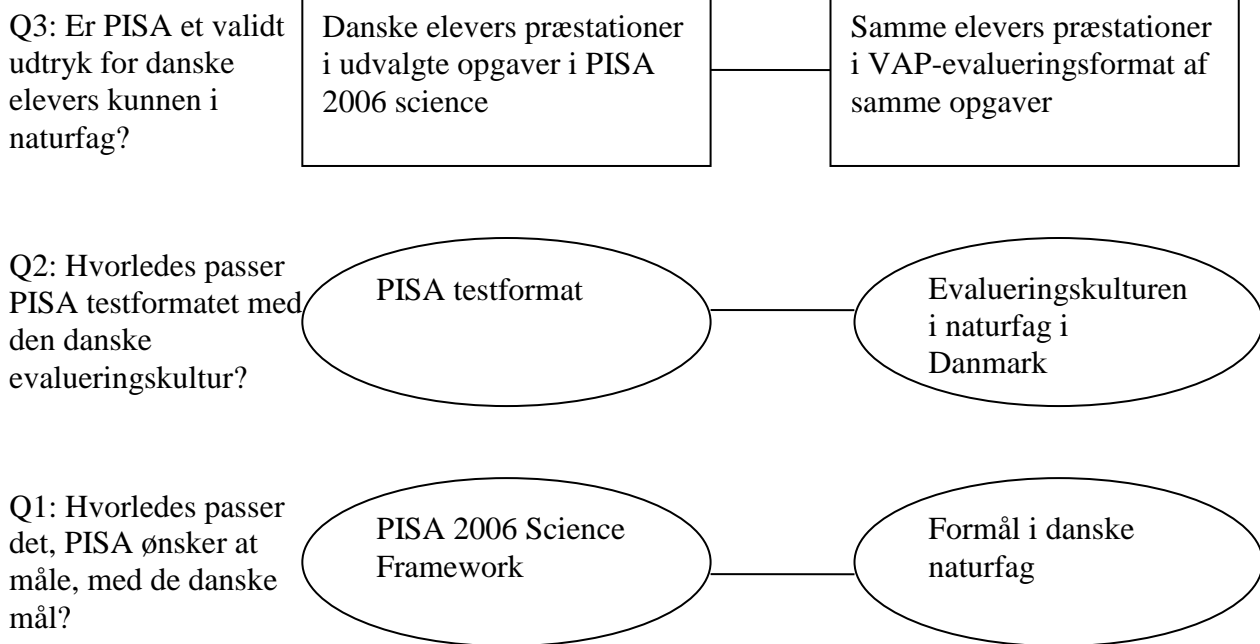 Q3: Er PISA et validt
udtryk for danske
elevers kunnen i
naturfag?
Danske elevers præstationer
i udvalgte opgaver i PISA
2006 science
Samme elevers præstationer
i VAP-evalueringsformat af
samme opgaver
Q2: Hvorledes passer
PISA testformatet med
den danske
evalueringskultur?
PISA testformat
Evalueringskulturen
i naturfag i
Danmark
Q1: Hvorledes passer
det, PISA ønsker at
måle, med de danske
mål?
PISA 2006 Science
Framework
Formål i danske
naturfag